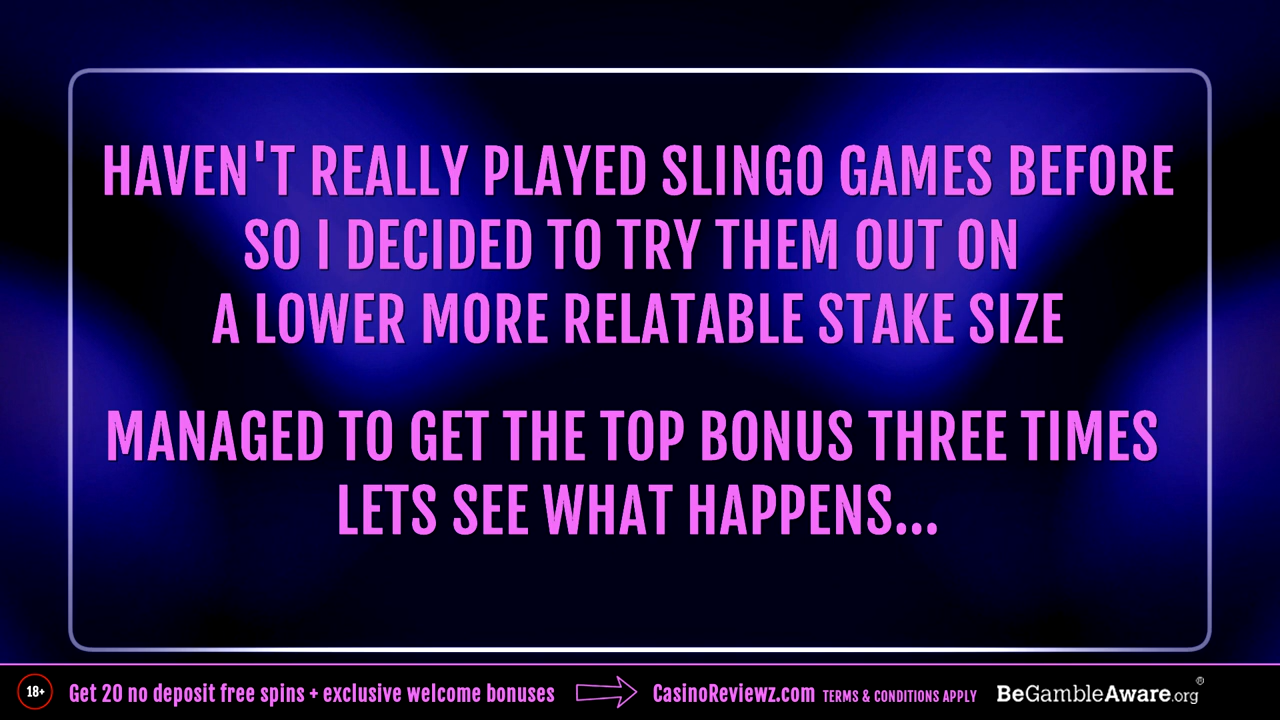 HAVEN'T REALLY PLAYED SLINGO GAMES BEFORE
SO I DECIDED TO TRY THEM OUT ON
A LOWER MORE RELATABLE STAKE SIZE
MANAGED TO GET THE TOP BONUS THREE TIMES
LETS SEE WHAT HAPPENS...
18+ Get 20 no deposit free spins + exclusive welcome bonuses CasinoReviewz.com TERMS & CONDITIONS APPLY BeGambleAware.org®